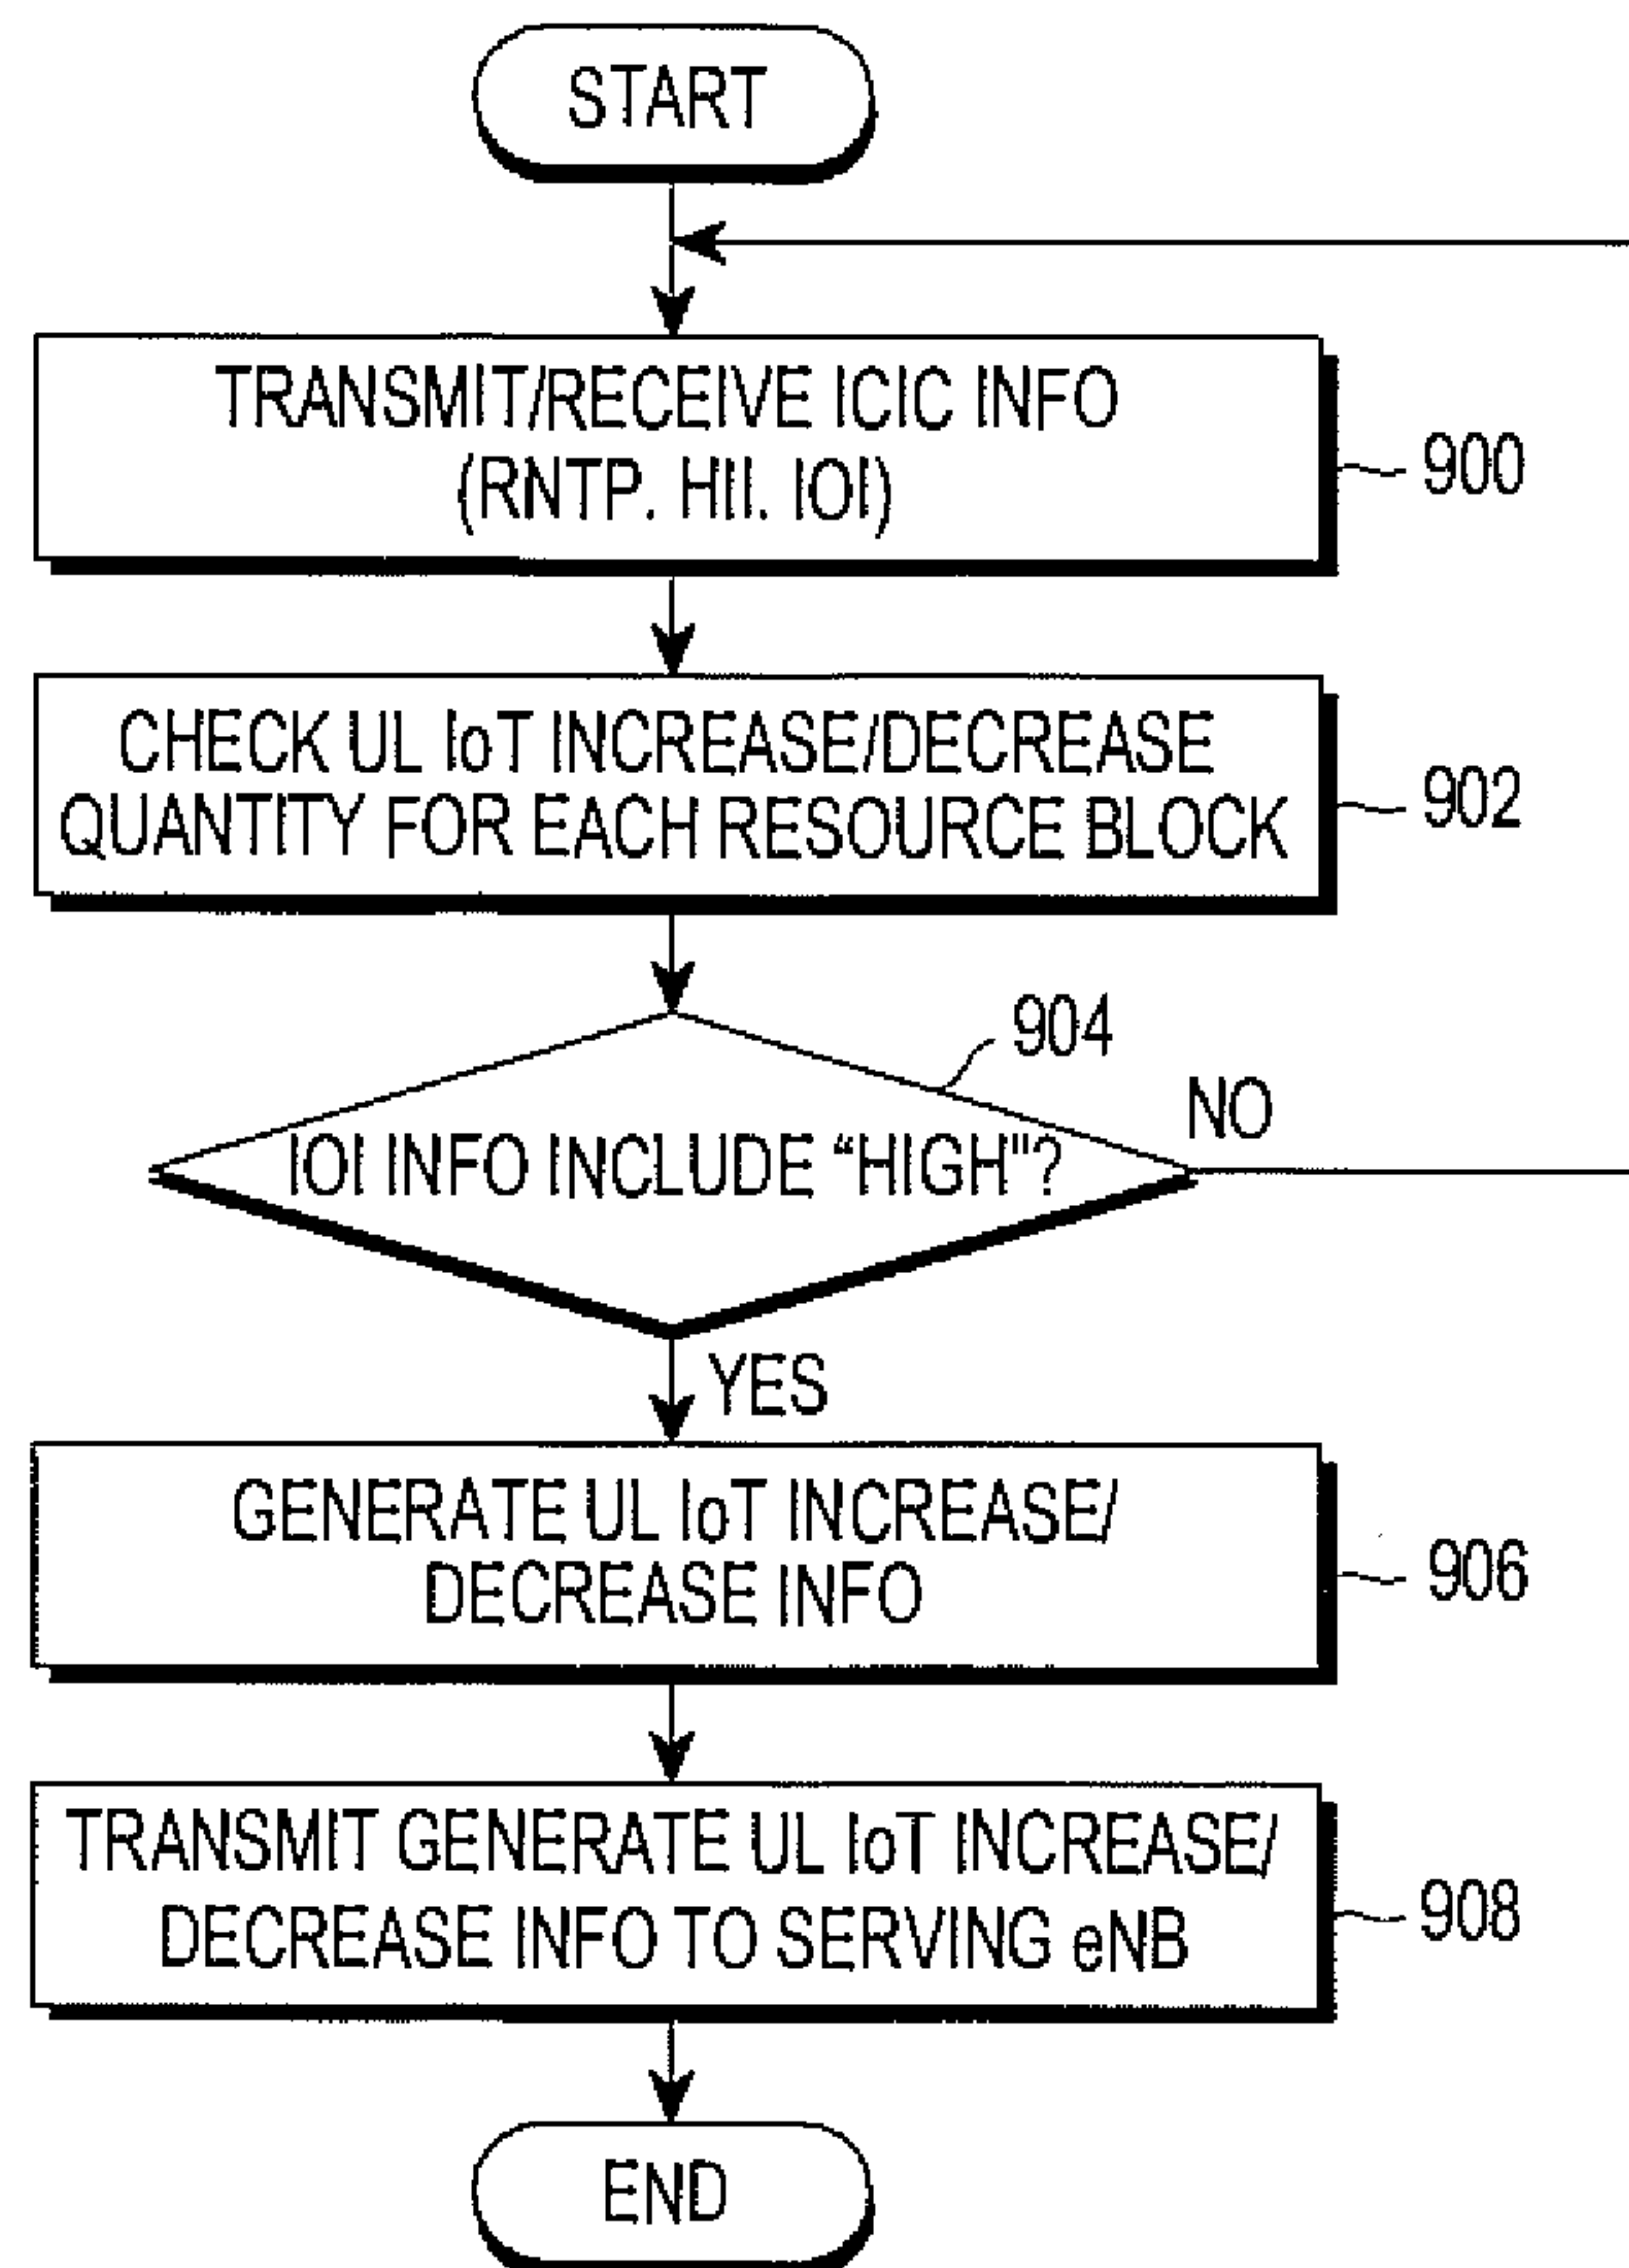 START
TRANSMIT/RECEIVE ICIC INFO
(RNTP. HII. IOI)
900
CHECK UL IoT INCREASE/DECREASE
QUANTITY FOR EACH RESOURCE BLOCK
902
904
NO
IOI INFO INCLUDE “HIGH"?
YES
GENERATE UL IoT INCREASE/
DECREASE INFO
906
TRANSMIT GENERATE UL IoT INCREASE/
DECREASE INFO TO SERVING eNB
908
END